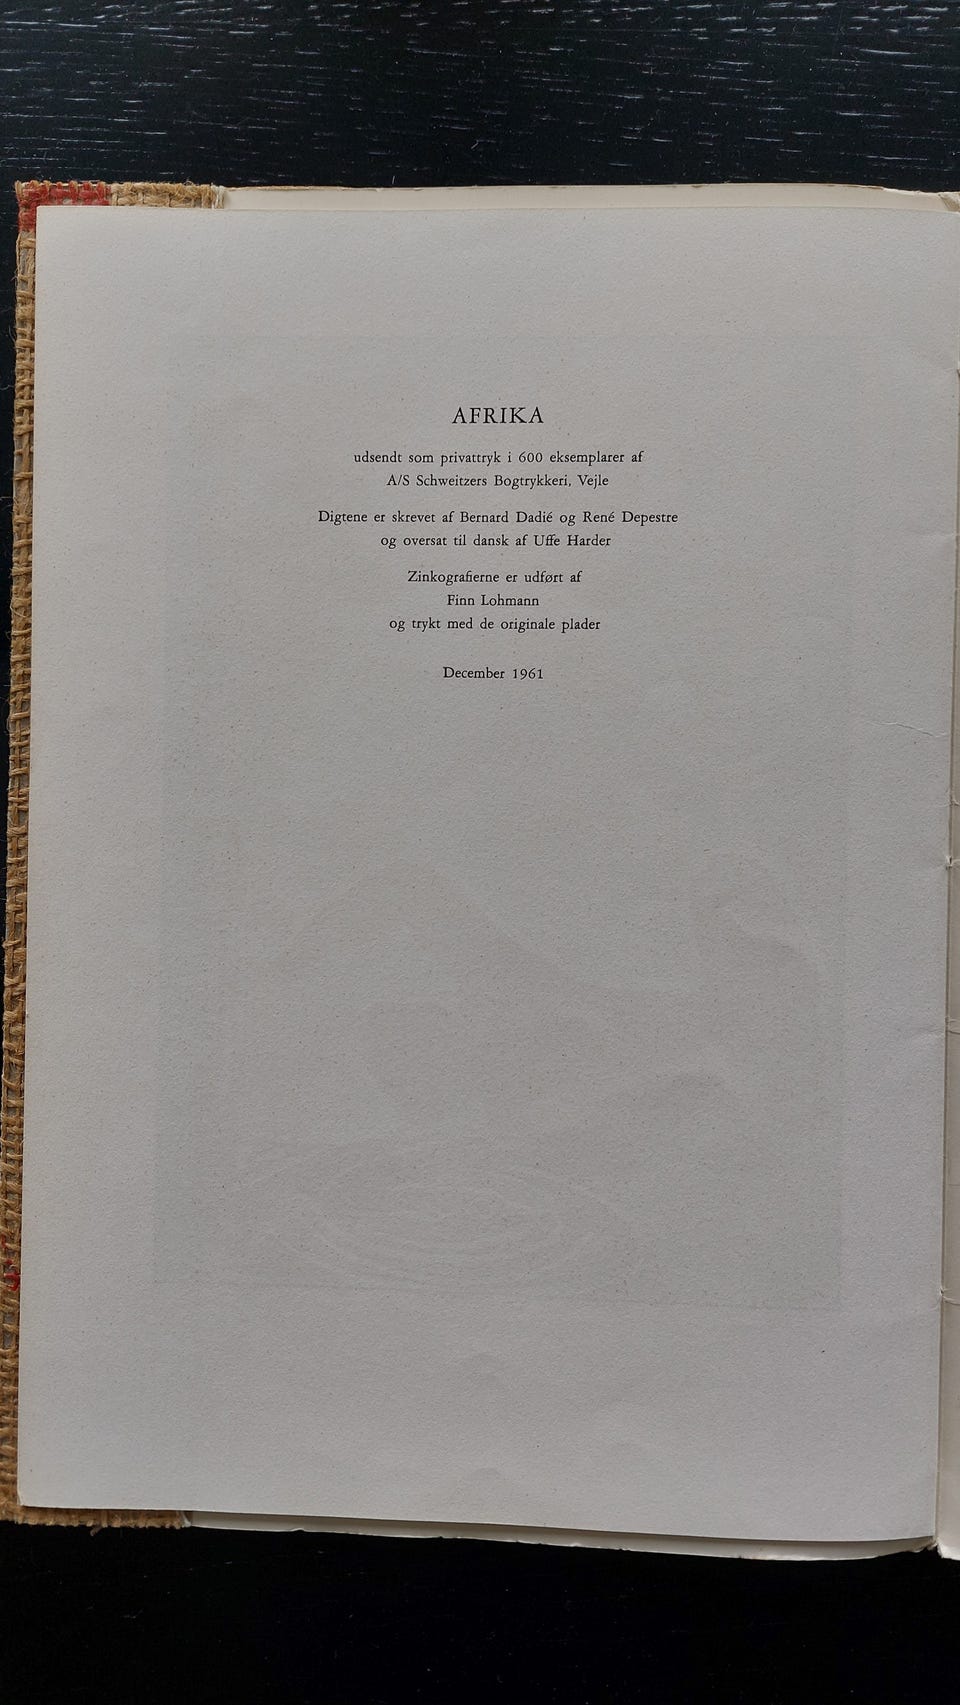 AFRIKA
udsendt som privattryk i 600 eksemplarer af
A/S Schweitzers Bogtrykkeri, Vejle
Digtene er skrevet af Bernard Dadié og René Depestre
og oversat til dansk af Uffe Harder
Zinkografierne er udført af
Finn Lohmann
og trykt med de originale plader
December 1961